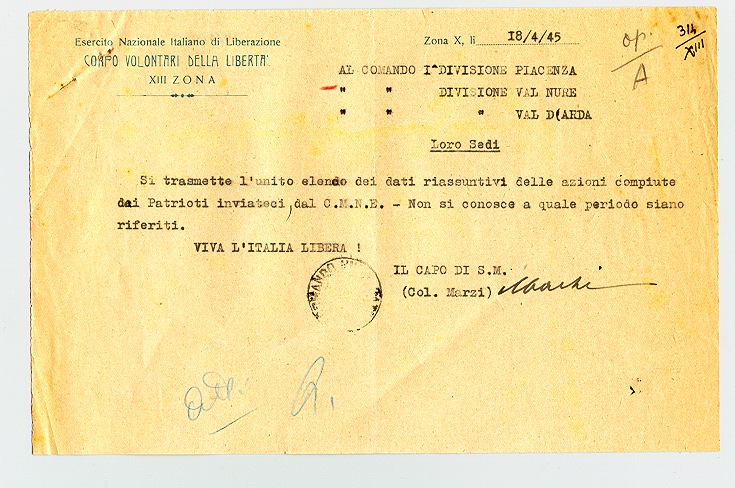 Esercito Nazionale Italiano di Liberazione
CORPO VOLONTARI DELLA LIBERTA'
XIII ZONA
Zona X, li 18/4/45
op. A
314 XIII
AL COMANDO I^DIVISIONE PIACENZA
" " DIVISIONE VAL NURE
" " " VAL D(ARDA
Loro Sedi
Si trasmette l'unito elendo dei dati riassuntivi delle azioni compiute
dai Patrioti inviateci, dal C.M.N.E. - Non si conosce a quale periodo siano
riferiti.
VIVA L'ITALIA LIBERA !
IL CAPO DI S.M.
(Col. Marzi) Marzi